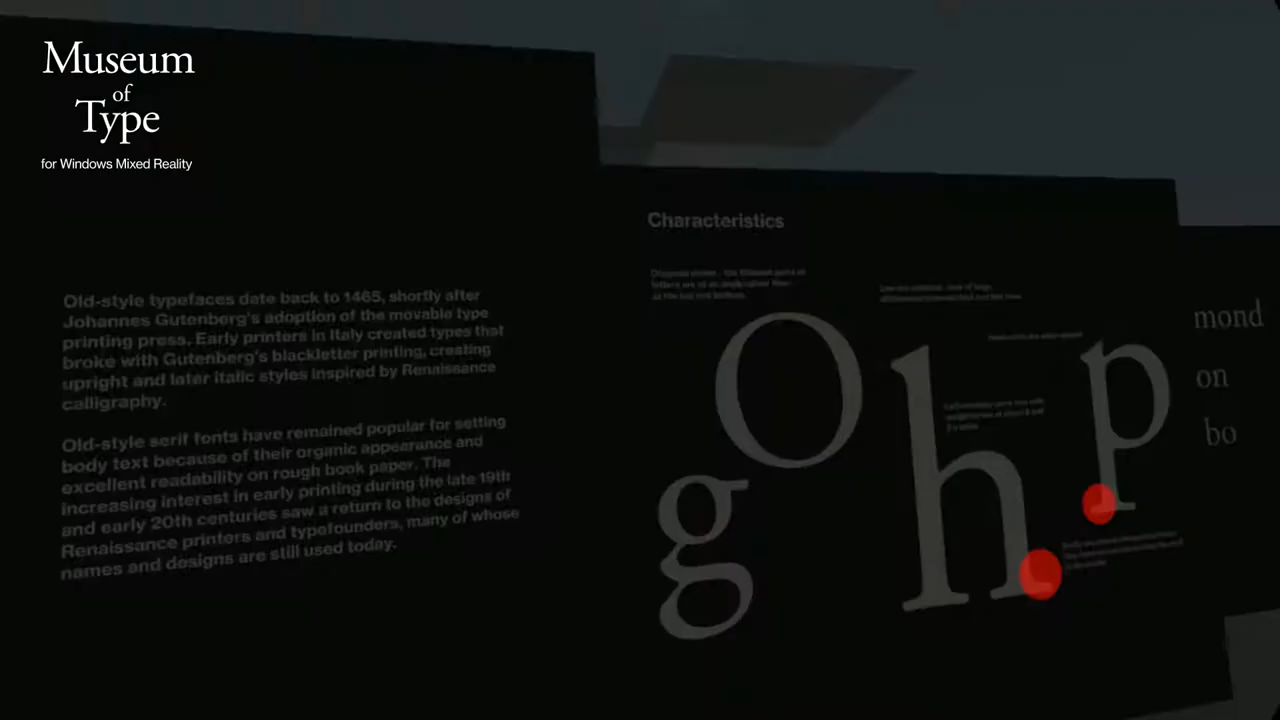 Museum
of
Type
for Windows Mixed Reality
Old-style typefaces date back to 1465, shortly after
Johannes Gutenberg's adoption of the movable type
printing press. Early printers in Italy created types that
broke with Gutenberg's blackletter printing, creating
upright and later italic styles inspired by Renaissance
calligraphy.
Old-style serif fonts have remained popular for setting
body text because of their organic appearance and
excellent readability on rough book paper. The
increasing interest in early printing during the late 19th
and early 20th centuries saw a return to the designs of
Renaissance printers and typefounders, many of whose
names and designs are still used today.
Characteristics
O
g
h
p
mond
on
bo